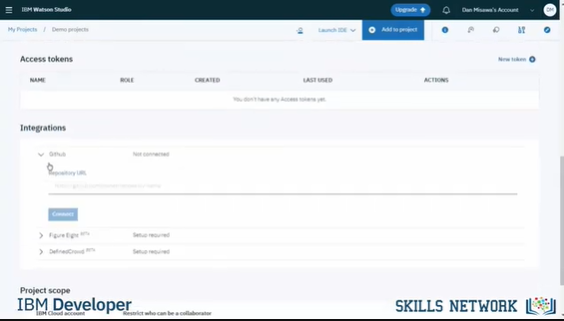 IBM Watson Studio
Upgrade
Dan Misawa's Account
DM
My Projects / Demo projects
Launch IDE
Add to project
Access tokens
New token
NAME ROLE CREATED LAST USED ACTIONS
You don't have any Access tokens yet.
Integrations
Github Not connected
Repository URL
Connect
Figure Eight BETA Setup required
DefinedCrowd BETA Setup required
Project scope
IBM Cloud account Restrict who can be a collaborator
IBM Developer
SKILLS NETWORK